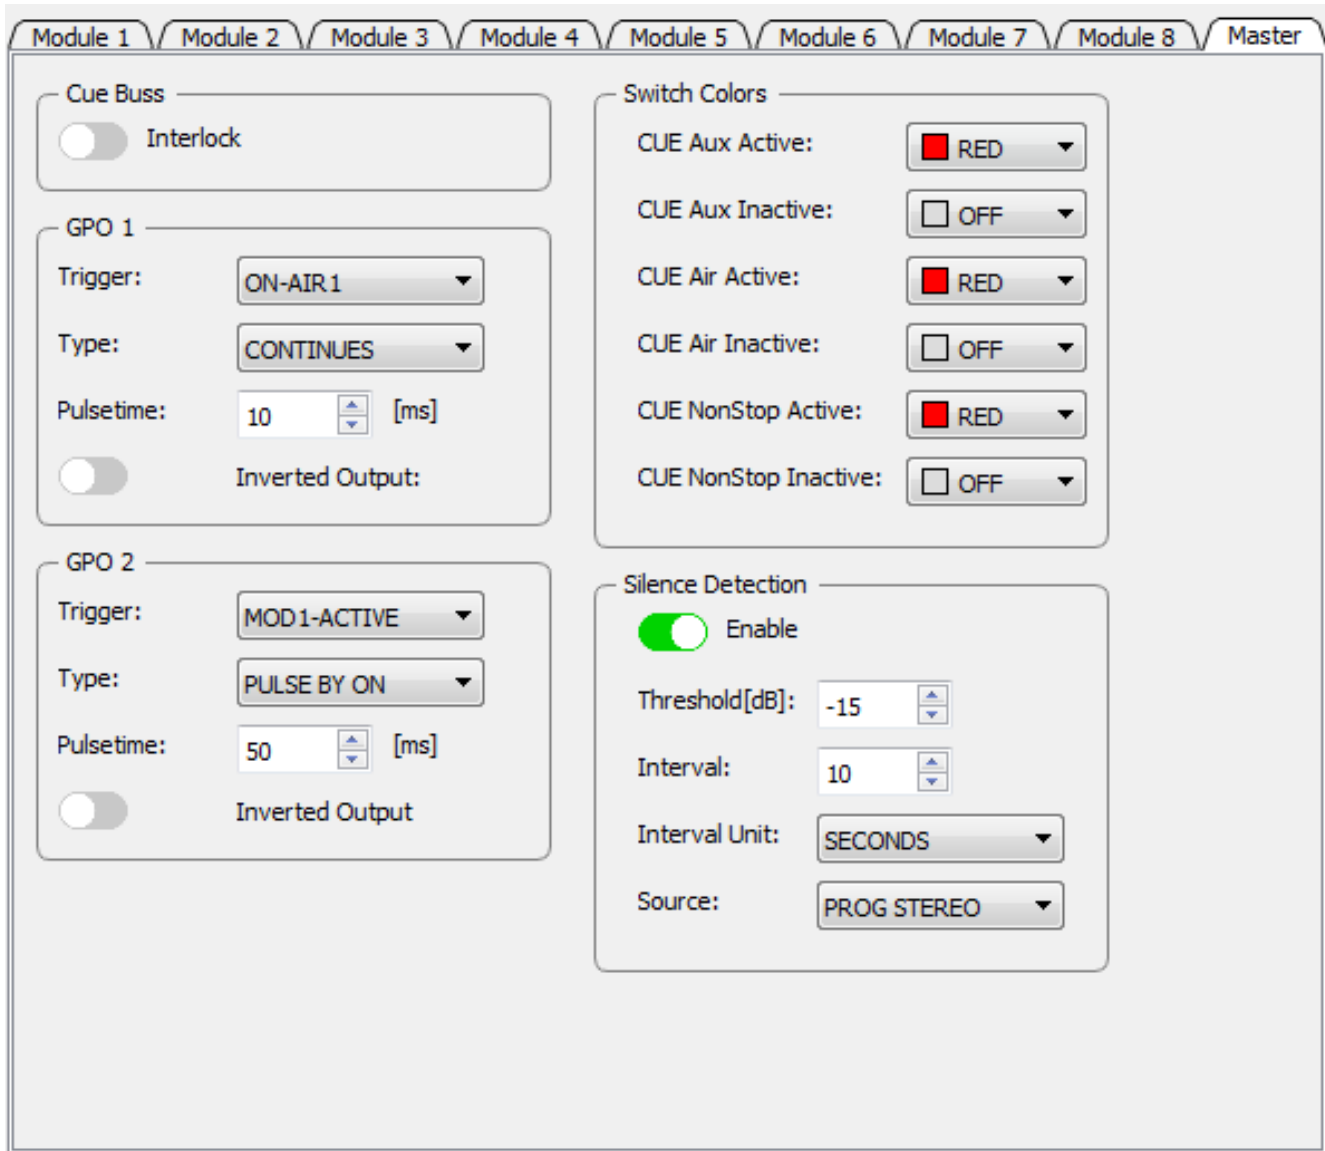 Module 1 Module 2 Module 3 Module 4 Module 5 Module 6 Module 7 Module 8 Master
Cue Buss
Interlock
GPO 1
Trigger: ON-AIR1
Type: CONTINUES
Pulsetime: 10 [ms]
Inverted Output:
GPO 2
Trigger: MOD1-ACTIVE
Type: PULSE BY ON
Pulsetime: 50 [ms]
Inverted Output
Switch Colors
CUE Aux Active: RED
CUE Aux Inactive: OFF
CUE Air Active: RED
CUE Air Inactive: OFF
CUE NonStop Active: RED
CUE NonStop Inactive: OFF
Silence Detection
Enable
Threshold[dB]: -15
Interval: 10
Interval Unit: SECONDS
Source: PROG STEREO